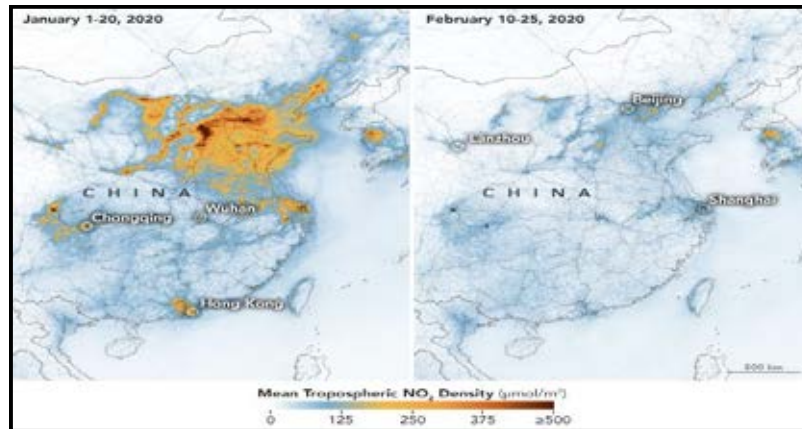 January 1-20, 2020
February 10-25, 2020
Beijing
Lanzhou
CHINA
CHINA
Wuhan
Chongqing
Shanghai
Hong Kong
800 km
Mean Tropospheric NO₂ Density (µmol/m²)
0 125 250 375 ≥500